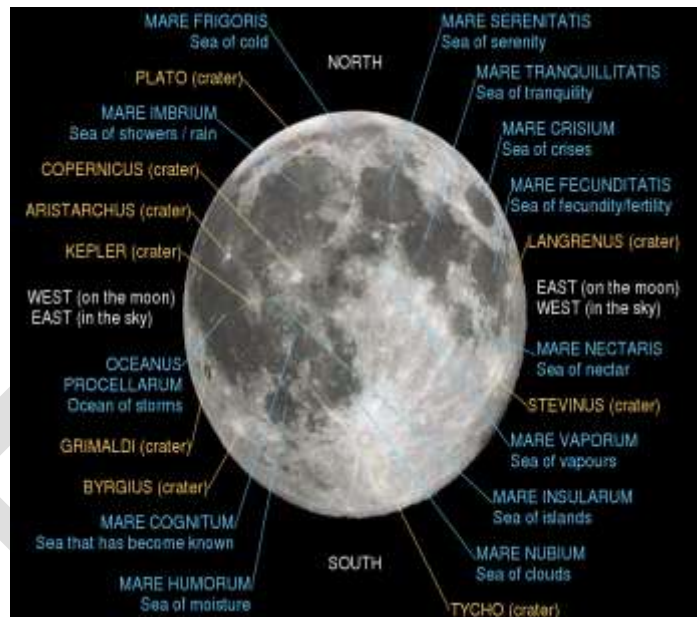 MARE FRIGORIS
Sea of cold
NORTH
PLATO (crater)
MARE IMBRIUM
Sea of showers / rain
COPERNICUS (crater)
ARISTARCHUS (crater)
KEPLER (crater)
WEST (on the moon)
EAST (in the sky)
OCEANUS
PROCELLARUM
Ocean of storms
GRIMALDI (crater)
BYRGIUS (crater)
MARE COGNITUM
Sea that has become known
MARE HUMORUM
Sea of moisture
MARE SERENITATIS
Sea of serenity
MARE TRANQUILLITATIS
Sea of tranquility
MARE CRISIUM
Sea of crises
MARE FECUNDITATIS
Sea of fecundity/fertility
LANGRENUS (crater)
EAST (on the moon)
WEST (in the sky)
MARE NECTARIS
Sea of nectar
STEVINUS (crater)
MARE VAPORUM
Sea of vapours
MARE INSULARUM
Sea of islands
MARE NUBIUM
Sea of clouds
SOUTH
TYCHO (crater)